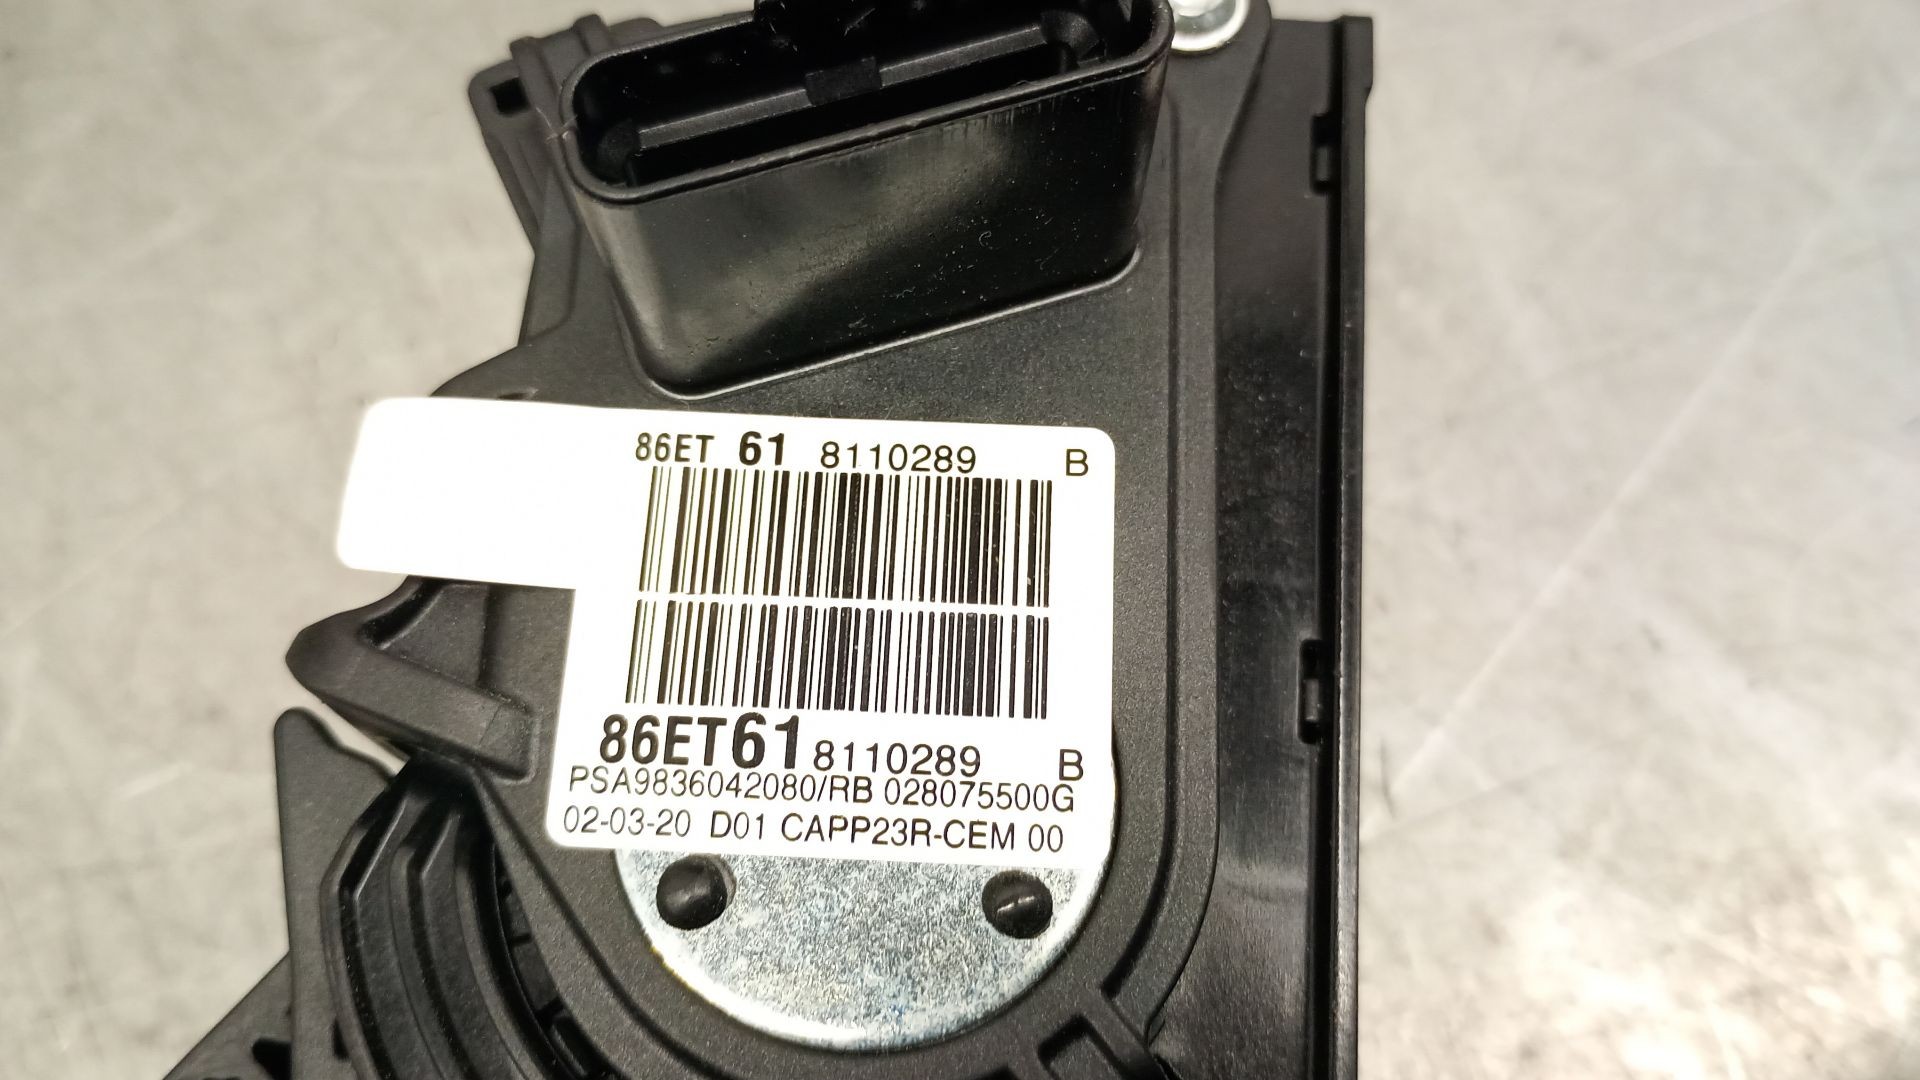 86ET 61 8110289 B
86ET61 8110289 B
PSA9836042080/RB 028075500G
02-03-20 D01 CAPP23R-CEM 00